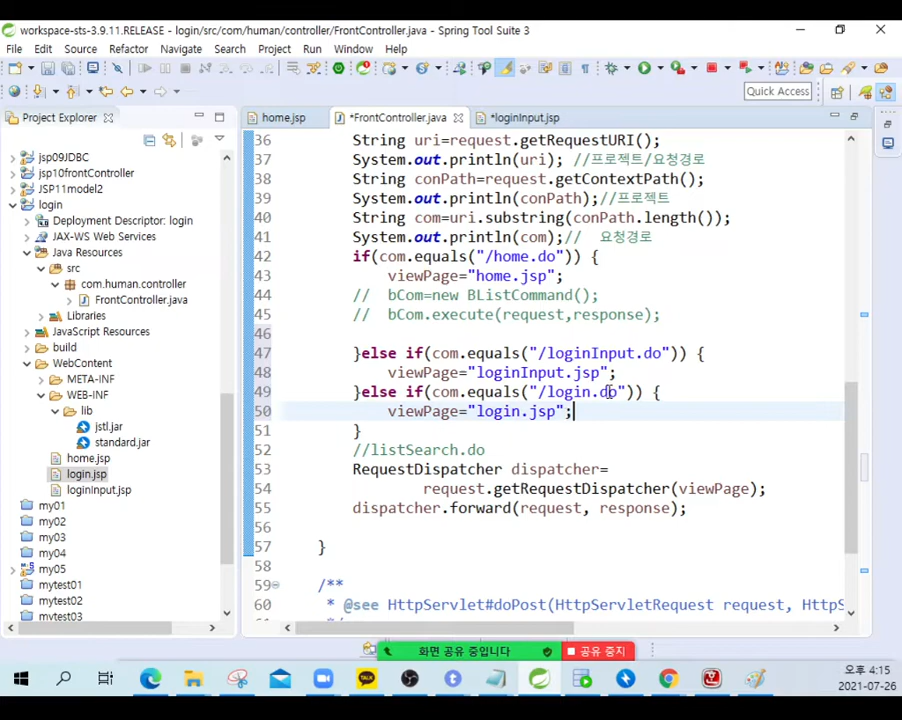 workspace-sts-3.9.11.RELEASE - login/src/com/human/controller/FrontController.java - Spring Tool Suite 3
File Edit Source Refactor Navigate Search Project Run Window Help
Quick Access
Project Explorer
home.jsp *FrontController.java *loginInput.jsp
jsp09JDBC
jsp10frontController
JSP11model2
login
Deployment Descriptor: login
JAX-WS Web Services
Java Resources
src
com.human.controller
FrontController.java
Libraries
JavaScript Resources
build
WebContent
META-INF
WEB-INF
lib
jstl.jar
standard.jar
home.jsp
login.jsp
loginInput.jsp
my01
my02
my03
my04
my05
mytest01
mytest02
mytest03
36 String uri=request.getRequestURI();
37 System.out.println(uri); //프로젝트/요청경로
38 String conPath=request.getContextPath();
39 System.out.println(conPath);//프로젝트
40 String com=uri.substring(conPath.length());
41 System.out.println(com);// 요청경로
42 if(com.equals("/home.do")) {
43 viewPage="home.jsp";
44 // bCom=new BListCommand();
45 // bCom.execute(request,response);
46
47 }else if(com.equals("/loginInput.do")) {
48 viewPage="loginInput.jsp";
49 }else if(com.equals("/login.do")) {
50 viewPage="login.jsp";
51 }
52 //listSearch.do
53 RequestDispatcher dispatcher=
54 request.getRequestDispatcher(viewPage);
55 dispatcher.forward(request, response);
56
57 }
58
59 /**
60 * @see HttpServlet#doPost(HttpServletRequest request, HttpS
화면 공유 중입니다 공유 중지
TALK
오후 4:15
2021-07-26